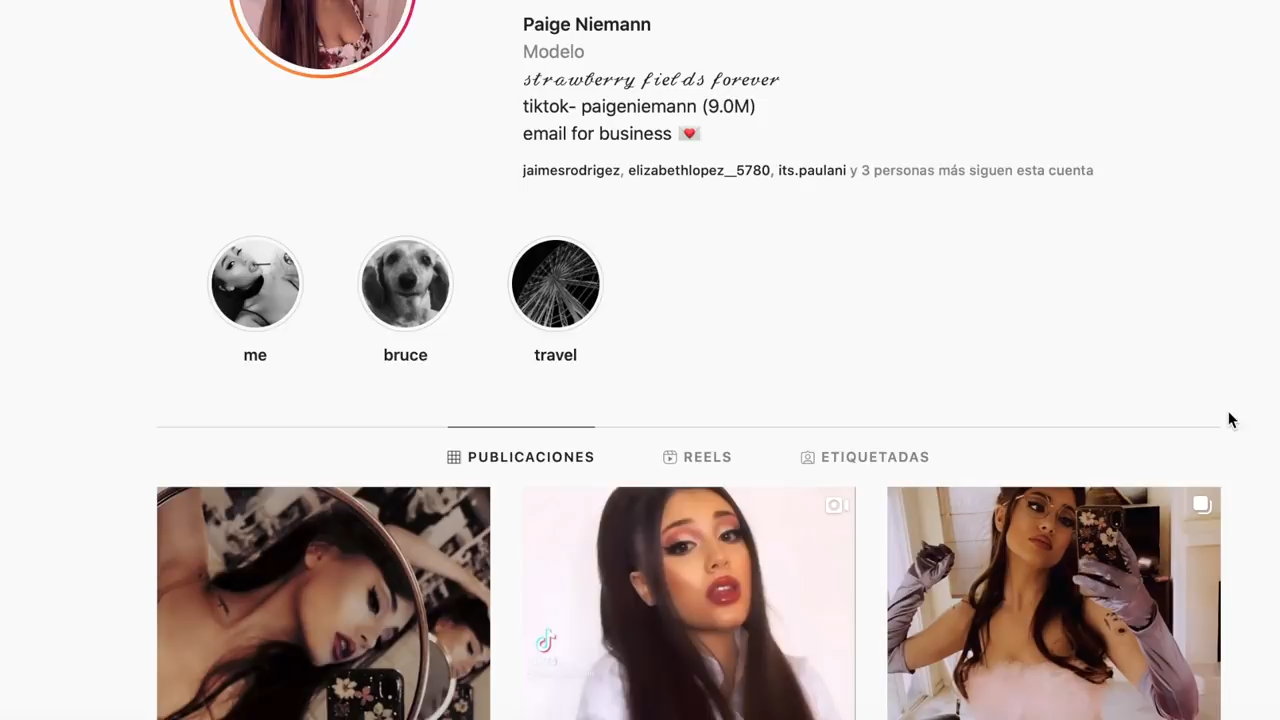 Paige Niemann
Modelo
strawberry fields forever
tiktok- paigeniemann (9.0M)
email for business 💌
jaimesrodrigez, elizabethlopez__5780, its.paulani y 3 personas más siguen esta cuenta
me
bruce
travel
PUBLICACIONES
REELS
ETIQUETADAS